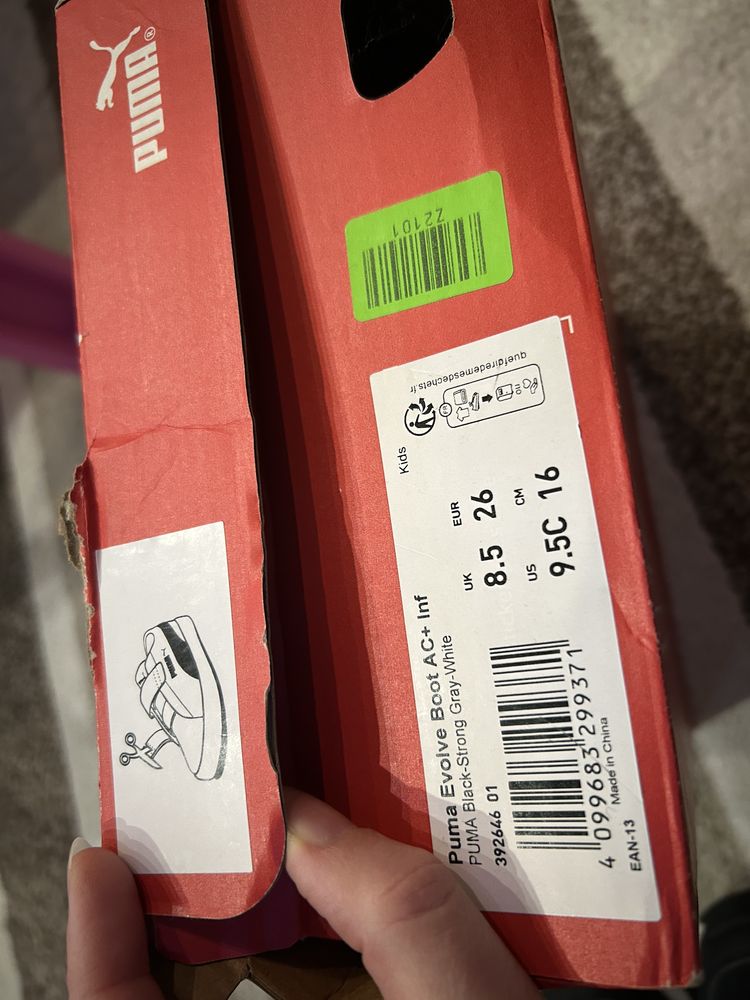 PUMA®
Z2101
quefairedemesdechets.fr
Kids
UK
EUR
8.5 26
US
CM
9.5C 16
Puma Evolve Boot AC+ Inf
PUMA Black-Strong Gray-White
392646 01
4 099683 299371
Made in China
EAN-13
PUMA